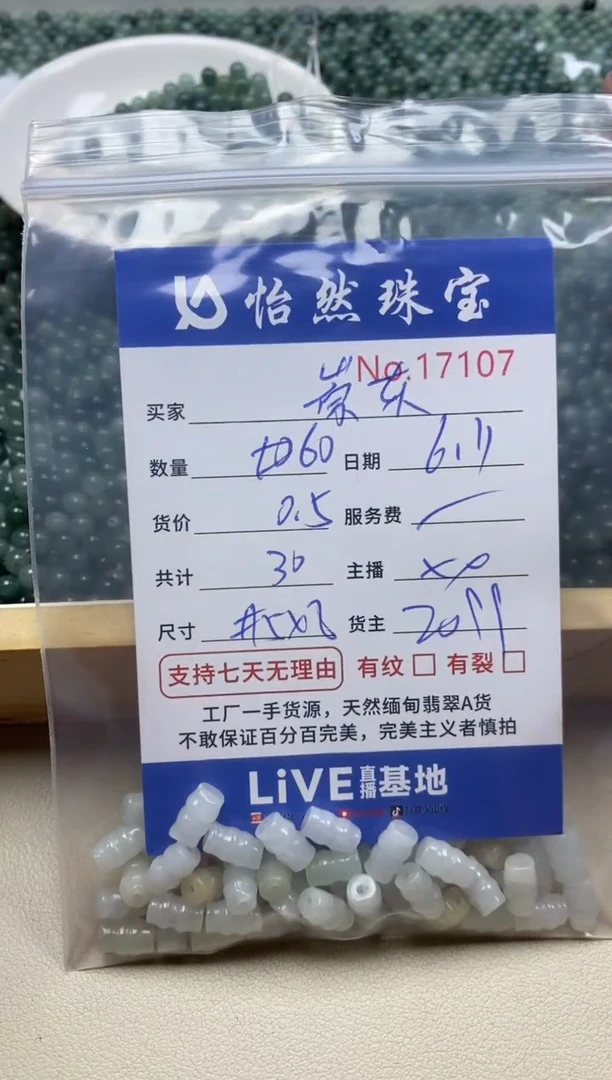 怡然珠宝
No.17107
买家
数量 60 日期 6.11
货价 0.5 服务费
共计 30 主播 xp
尺寸 货主
支持七天无理由 有纹 有裂
工厂一手货源，天然缅甸翡翠A货
不敢保证百分百完美，完美主义者慎拍
LiVE直播基地